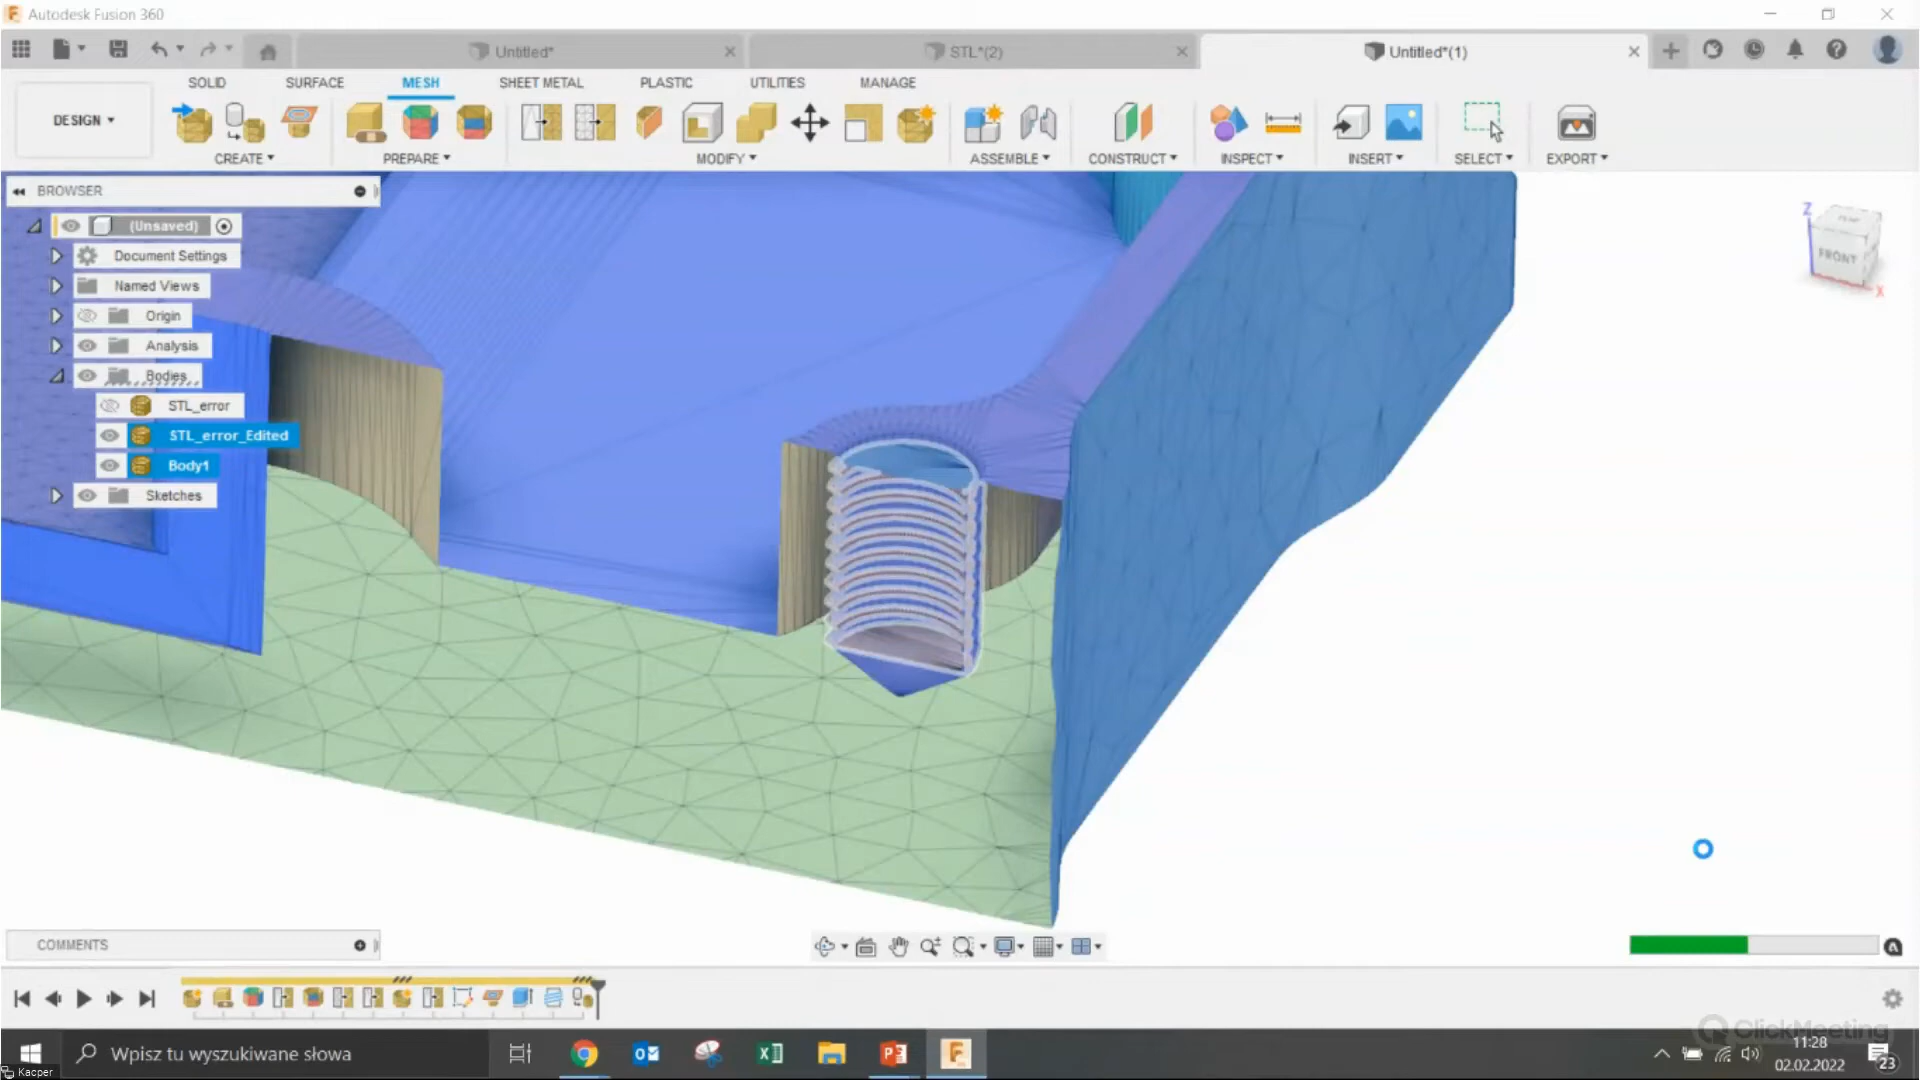 Autodesk Fusion 360
Untitled*
STL*(2)
Untitled*(1)
DESIGN
SOLID
SURFACE
MESH
SHEET METAL
PLASTIC
UTILITIES
MANAGE
CREATE
PREPARE
MODIFY
ASSEMBLE
CONSTRUCT
INSPECT
INSERT
SELECT
EXPORT
BROWSER
(Unsaved)
Document Settings
Named Views
Origin
Analysis
Bodies
STL_error
STL_error_Edited
Body1
Sketches
Z
FRONT
X
COMMENTS
ClickMeeting
Wpisz tu wyszukiwane słowa
11:28
02.02.2022
23
Kacper